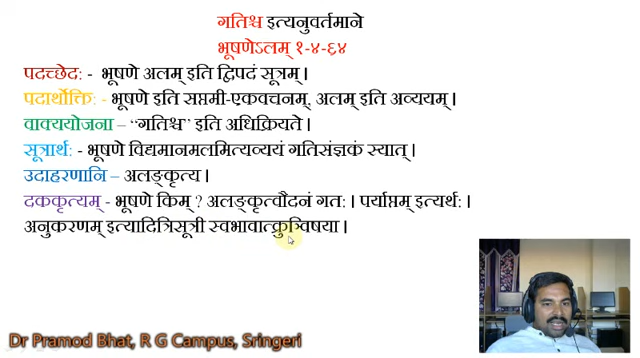 गतिश्च इत्यनुवर्तमाने
भूषणेऽलम् १-४-६४
पदच्छेद: - भूषणे अलम् इति द्विपदं सूत्रम् ।
पदार्थोक्ति: - भूषणे इति सप्तमी-एकवचनम्, अलम् इति अव्ययम् ।
वाक्ययोजना – “गतिश्च” इति अधिक्रियते ।
सूत्रार्थ: - भूषणे विद्यमानमलमित्यव्ययं गतिसंज्ञकं स्यात् ।
उदाहरणानि – अलङ्कृत्य ।
दककृत्यम् - भूषणे किम् ? अलङ्कृत्वौदनं गत: । पर्याप्तम् इत्यर्थ: ।
अनुकरणम् इत्यादित्रिसूत्री स्वभावात्कृञ्विषया ।
Dr Pramod Bhat, R G Campus, Sringeri